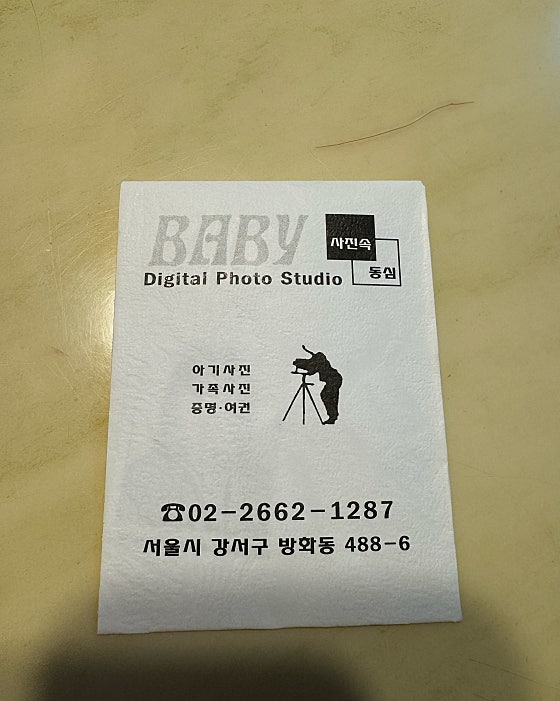 BABY
사진속
동심
Digital Photo Studio
아기사진
가족사진
증명·여권
☎02-2662-1287
서울시 강서구 방화동 488-6